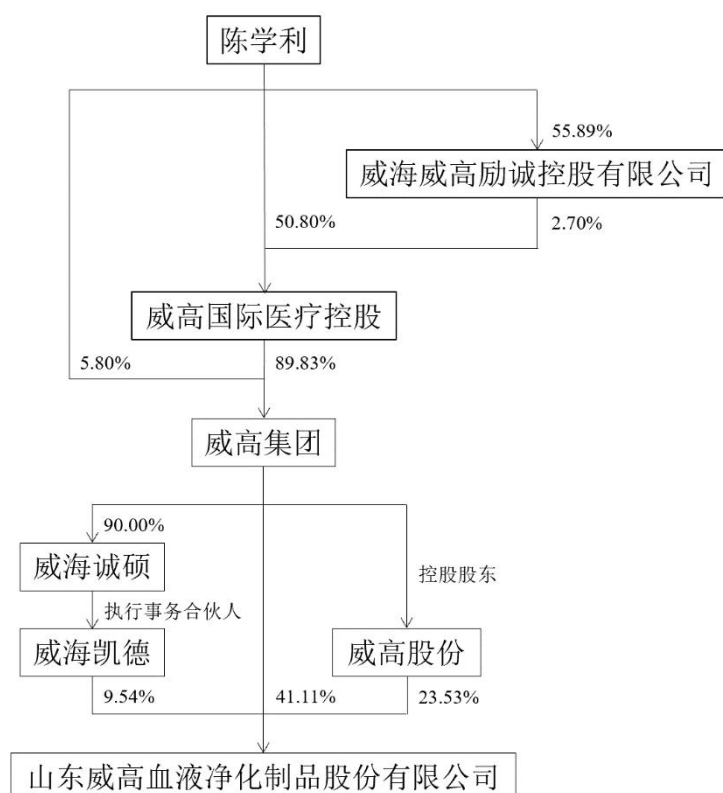 陈学利
55.89%
威海威高励诚控股有限公司
50.80%
2.70%
威高国际医疗控股
5.80%
89.83%
威高集团
90.00%
威海诚硕
控股股东
执行事务合伙人
威海凯德
威高股份
9.54%
41.11%
23.53%
山东威高血液净化制品股份有限公司